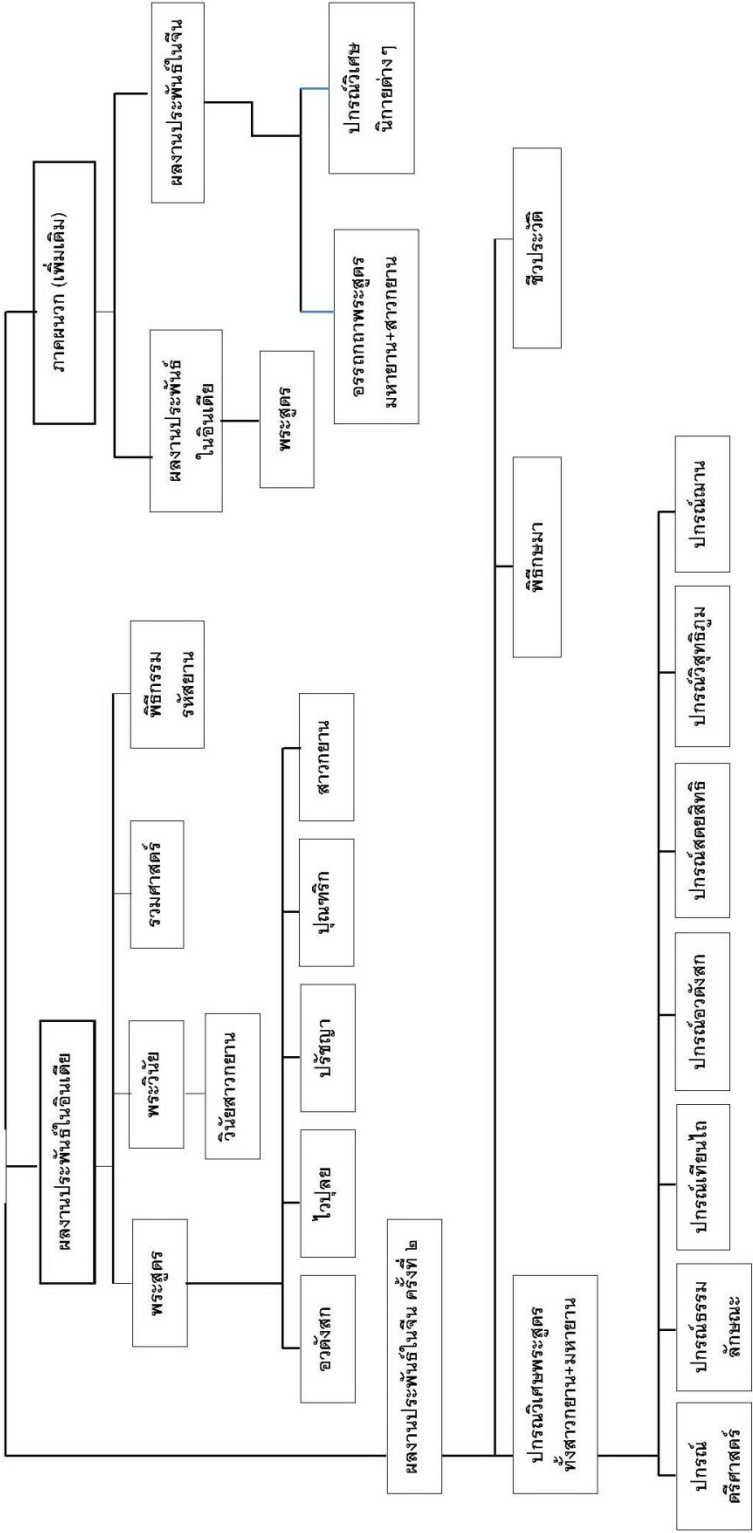 ผลงานประพันธ์ในอินเดีย
พระสูตร
พระวินัย
รวมศาสตร์
พิธีกรรม
รหัสยาน
วินัยสาวกยาน
อวตังสก
ไวปุลย
ปรัชญา
ปุณฑริก
สาวกยาน
ภาคผนวก (เพิ่มเติม)
ผลงานประพันธ์
ในอินเดีย
พระสูตร
ผลงานประพันธ์ในจีน
อรรถกถาพระสูตร
มหายาน+สาวกยาน
ปกรณ์วิเศษ
นิกายต่างๆ
ผลงานประพันธ์ในจีน ครั้งที่ ๒
ปกรณวิเศษพระสูตร
ทั้งสาวกยาน+มหายาน
พิธีกษมา
ชีวประวัติ
ปกรณ์
ตรีศาสตร์
ปกรณ์ธรรม
ลักษณะ
ปกรณ์เทียนไถ
ปกรณ์อวตังสก
ปกรณ์สตยสิทธิ
ปกรณ์วิสุทธิภูม
ปกรณ์ฌาน